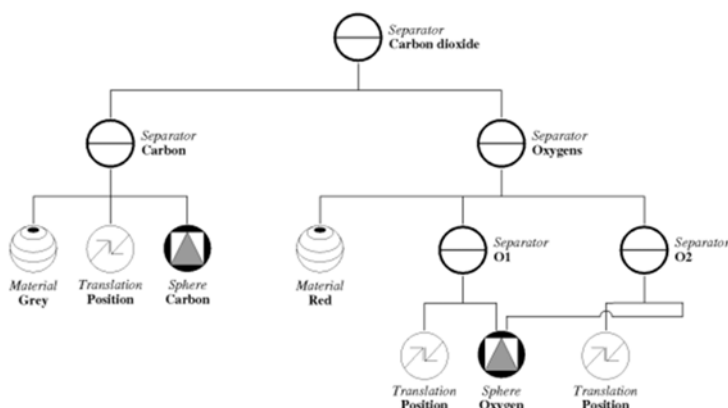 Separator
Carbon dioxide
Separator
Carbon
Separator
Oxygens
Material
Grey
Translation
Position
Sphere
Carbon
Material
Red
Separator
O1
Separator
O2
Translation
Position
Sphere
Oxygen
Translation
Position